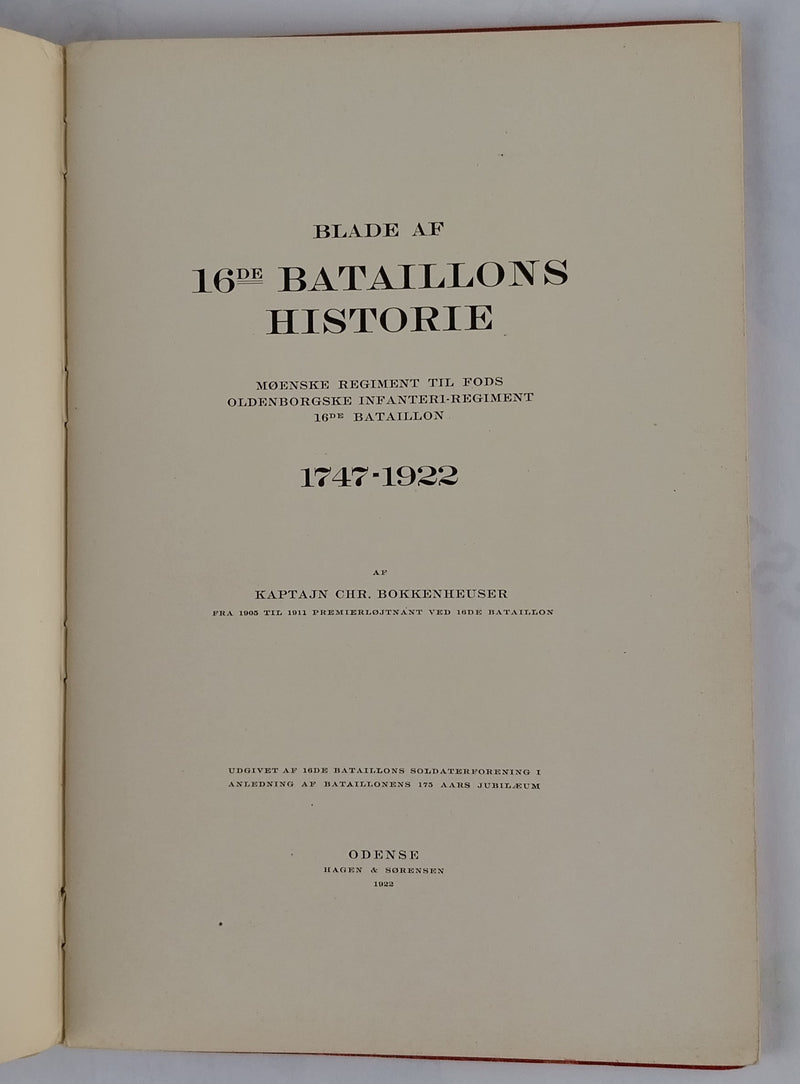 BLADE AF
16DE BATAILLONS
HISTORIE
MØENSKE REGIMENT TIL FODS
OLDENBORGSKE INFANTERI-REGIMENT
16DE BATAILLON
1747-1922
AF
KAPTAJN CHR. BOKKENHEUSER
FRA 1905 TIL 1911 PREMIERLØJTNANT VED 16DE BATAILLON
UDGIVET AF 16DE BATAILLONS SOLDATERFORENING I
ANLEDNING AF BATAILLONENS 175 AARS JUBILÆUM
ODENSE
HAGEN & SØRENSEN
1922